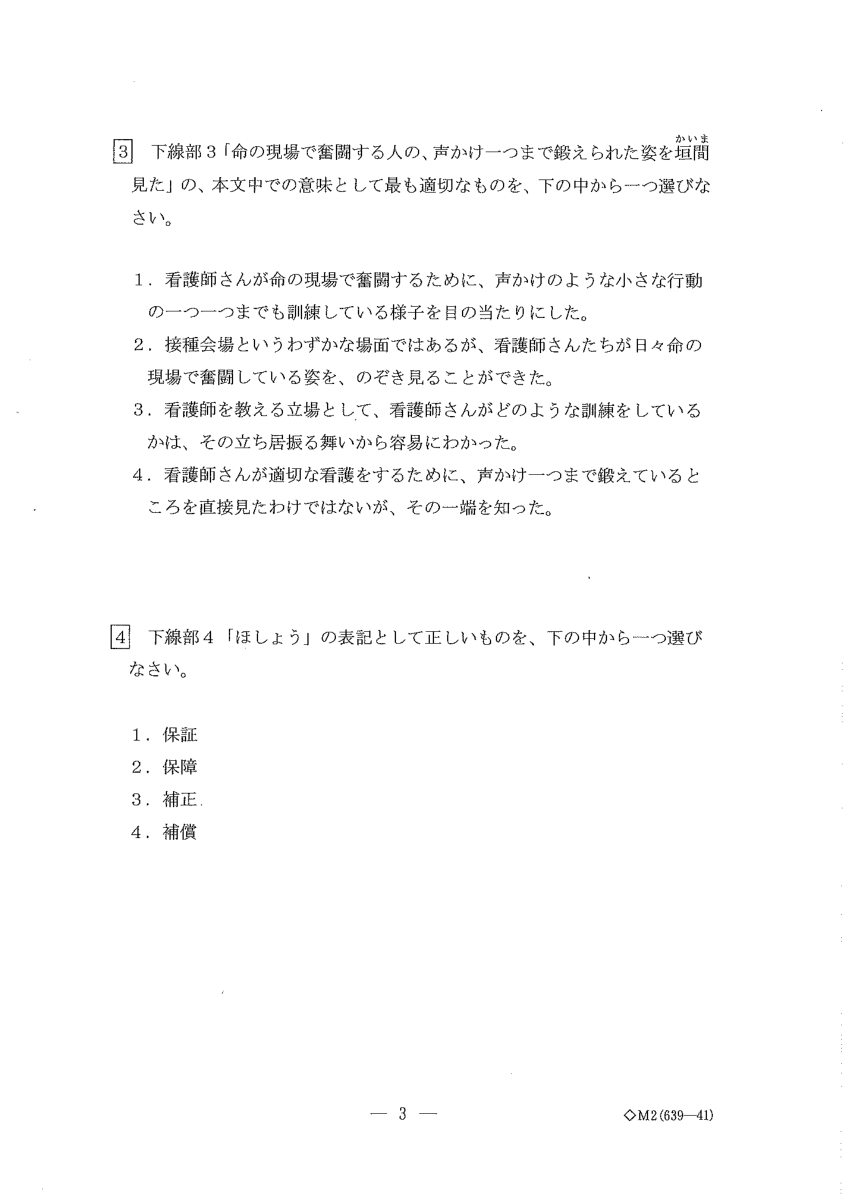 3 下線部3「命の現場で奮闘する人の、声かけ一つまで鍛えられた姿を垣間
かいま
見た」の、本文中での意味として最も適切なものを、下の中から一つ選びな
さい。
1．看護師さんが命の現場で奮闘するために、声かけのような小さな行動
の一つ一つまでも訓練している様子を目の当たりにした。
2．接種会場というわずかな場面ではあるが、看護師さんたちが日々命の
現場で奮闘している姿を、のぞき見ることができた。
3．看護師を教える立場として、看護師さんがどのような訓練をしている
かは、その立ち居振る舞いから容易にわかった。
4．看護師さんが適切な看護をするために、声かけ一つまで鍛えていると
ころを直接見たわけではないが、その一端を知った。
4 下線部4「ほしょう」の表記として正しいものを、下の中から一つ選び
なさい。
1．保証
2．保障
3．補正
4．補償
― 3 ―
◇M2(639―41)